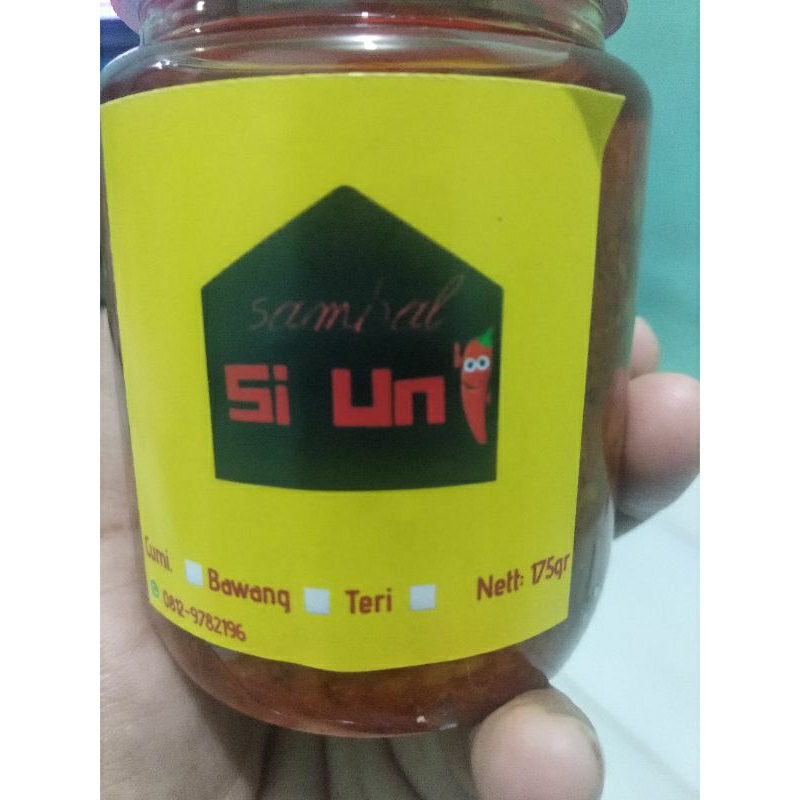 sambal
Si Un
Cumi. Bawang Teri Nett: 175gr
0812-9782196